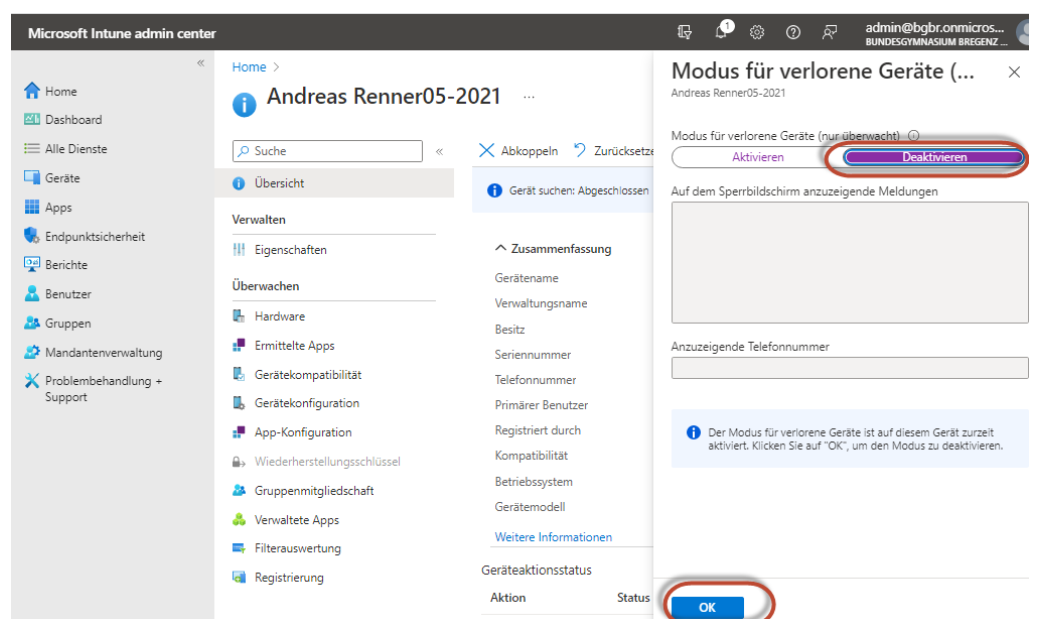 Microsoft Intune admin center
1
admin@bgbr.onmicros...
BUNDESGYMNASIUM BREGENZ ...
«
Home
Dashboard
Alle Dienste
Geräte
Apps
Endpunktsicherheit
Berichte
Benutzer
Gruppen
Mandantenverwaltung
Problembehandlung +
Support
Home >
Andreas Renner05-2021 ...
Suche
«
Übersicht
Verwalten
Eigenschaften
Überwachen
Hardware
Ermittelte Apps
Gerätekompatibilität
Gerätekonfiguration
App-Konfiguration
Wiederherstellungsschlüssel
Gruppenmitgliedschaft
Verwaltete Apps
Filterauswertung
Registrierung
Abkoppeln Zurücksetze
Gerät suchen: Abgeschlossen
Zusammenfassung
Gerätename
Verwaltungsname
Besitz
Seriennummer
Telefonnummer
Primärer Benutzer
Registriert durch
Kompatibilität
Betriebssystem
Gerätemodell
Weitere Informationen
Geräteaktionsstatus
Aktion Status
Modus für verlorene Geräte (...
Andreas Renner05-2021
Modus für verlorene Geräte (nur überwacht)
Aktivieren Deaktivieren
Auf dem Sperrbildschirm anzuzeigende Meldungen
Anzuzeigende Telefonnummer
Der Modus für verlorene Geräte ist auf diesem Gerät zurzeit
aktiviert. Klicken Sie auf "OK", um den Modus zu deaktivieren.
OK